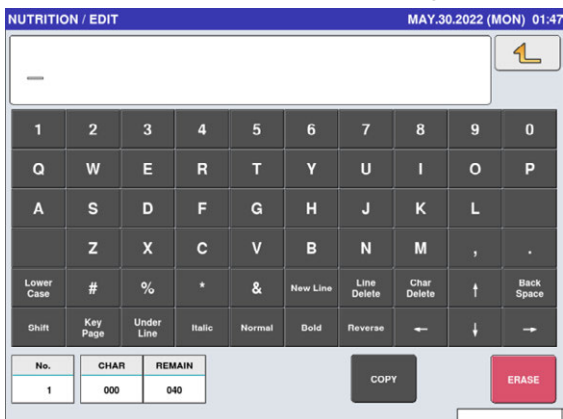 NUTRITION / EDIT MAY.30.2022 (MON) 01:47
1 2 3 4 5 6 7 8 9 0
Q W E R T Y U I O P
A S D F G H J K L
Z X C V B N M , .
Lower Case # % * & New Line Line Delete Char Delete ↑ Back Space
Shift Key Page Under Line Italic Normal Bold Reverse ← ↓ →
No. CHAR REMAIN
1 000 040
COPY ERASE